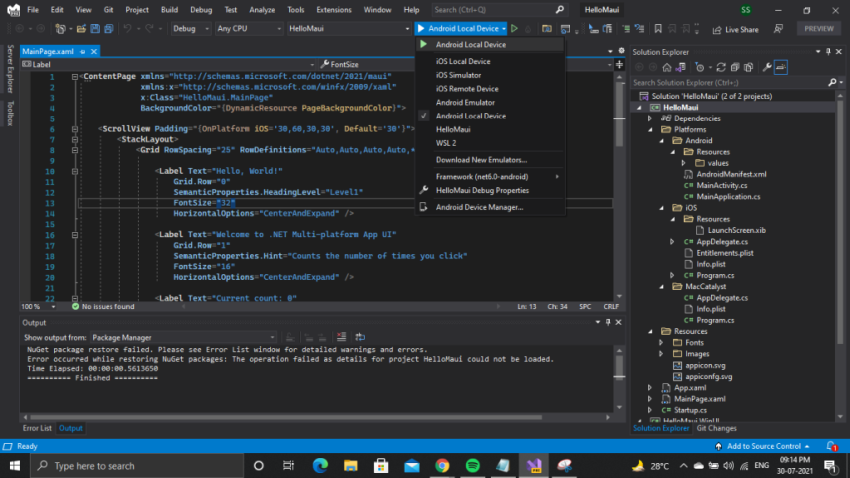 File Edit View Git Project Build Debug Test Analyze Tools Extensions Window Help Search (Ctrl+Q) HelloMaui SS
Debug Any CPU HelloMaui Android Local Device Live Share PREVIEW
Server Explorer
Toolbox
MainPage.xaml
Label FontSize
1 <ContentPage xmlns="http://schemas.microsoft.com/dotnet/2021/maui"
2 xmlns:x="http://schemas.microsoft.com/winfx/2009/xaml"
3 x:Class="HelloMaui.MainPage"
4 BackgroundColor="{DynamicResource PageBackgroundColor}">
5
6 <ScrollView Padding="{OnPlatform iOS='30,60,30,30', Default='30'}">
7 <StackLayout>
8 <Grid RowSpacing="25" RowDefinitions="Auto,Auto,Auto,Auto,*
9
10 <Label Text="Hello, World!"
11 Grid.Row="0"
12 SemanticProperties.HeadingLevel="Level1"
13 FontSize="32"
14 HorizontalOptions="CenterAndExpand" />
15
16 <Label Text="Welcome to .NET Multi-platform App UI"
17 Grid.Row="1"
18 SemanticProperties.Hint="Counts the number of times you click"
19 FontSize="16"
20 HorizontalOptions="CenterAndExpand" />
21
22 <Label Text="Current count: 0"
100 % No issues found Ln: 13 Ch: 34 SPC CRLF
Android Local Device
iOS Local Device
iOS Simulator
iOS Remote Device
Android Emulator
Android Local Device
HelloMaui
WSL 2
Download New Emulators...
Framework (net6.0-android)
HelloMaui Debug Properties
Android Device Manager...
Output
Show output from: Package Manager
NuGet package restore failed. Please see Error List window for detailed warnings and errors.
Error occurred while restoring NuGet packages: The operation failed as details for project HelloMaui could not be loaded.
Time Elapsed: 00:00:00.5613650
========== Finished ==========
Error List Output
Solution Explorer
Search Solution Explorer (Ctrl+;)
Solution 'HelloMaui' (2 of 2 projects)
HelloMaui
Dependencies
Platforms
Android
Resources
values
AndroidManifest.xml
MainActivity.cs
MainApplication.cs
iOS
Resources
LaunchScreen.xib
AppDelegate.cs
Entitlements.plist
Info.plist
Program.cs
MacCatalyst
AppDelegate.cs
Info.plist
Program.cs
Resources
Fonts
Images
appicon.svg
appiconfg.svg
App.xaml
MainPage.xaml
Startup.cs
HelloMaui.WinUI
Solution Explorer Git Changes
Ready Add to Source Control
Type here to search 28°C ENG 09:14 PM
30-07-2021